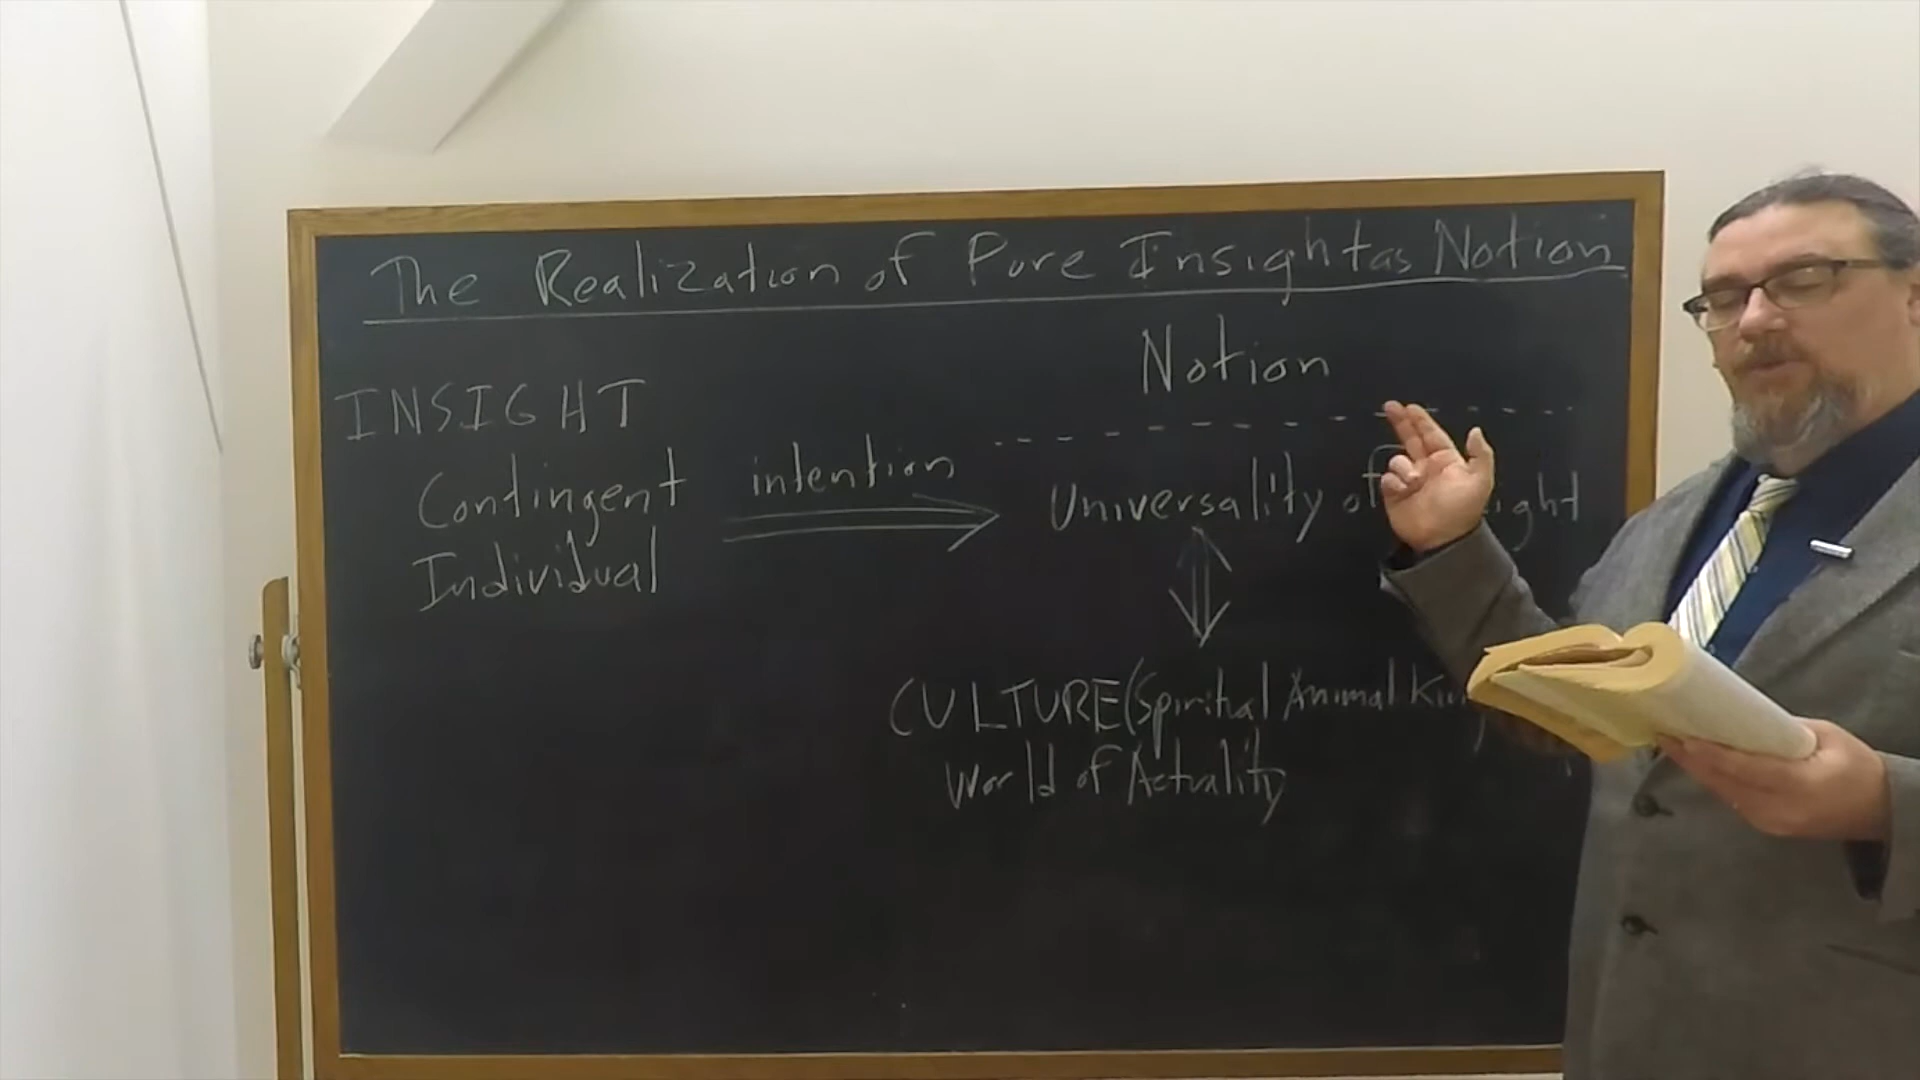 The Realization of Pure Insight as Notion
Notion
INSIGHT
Contingent
Individual
intention
Universality of
CULTURE (Spiritual Animal
World of Actuality